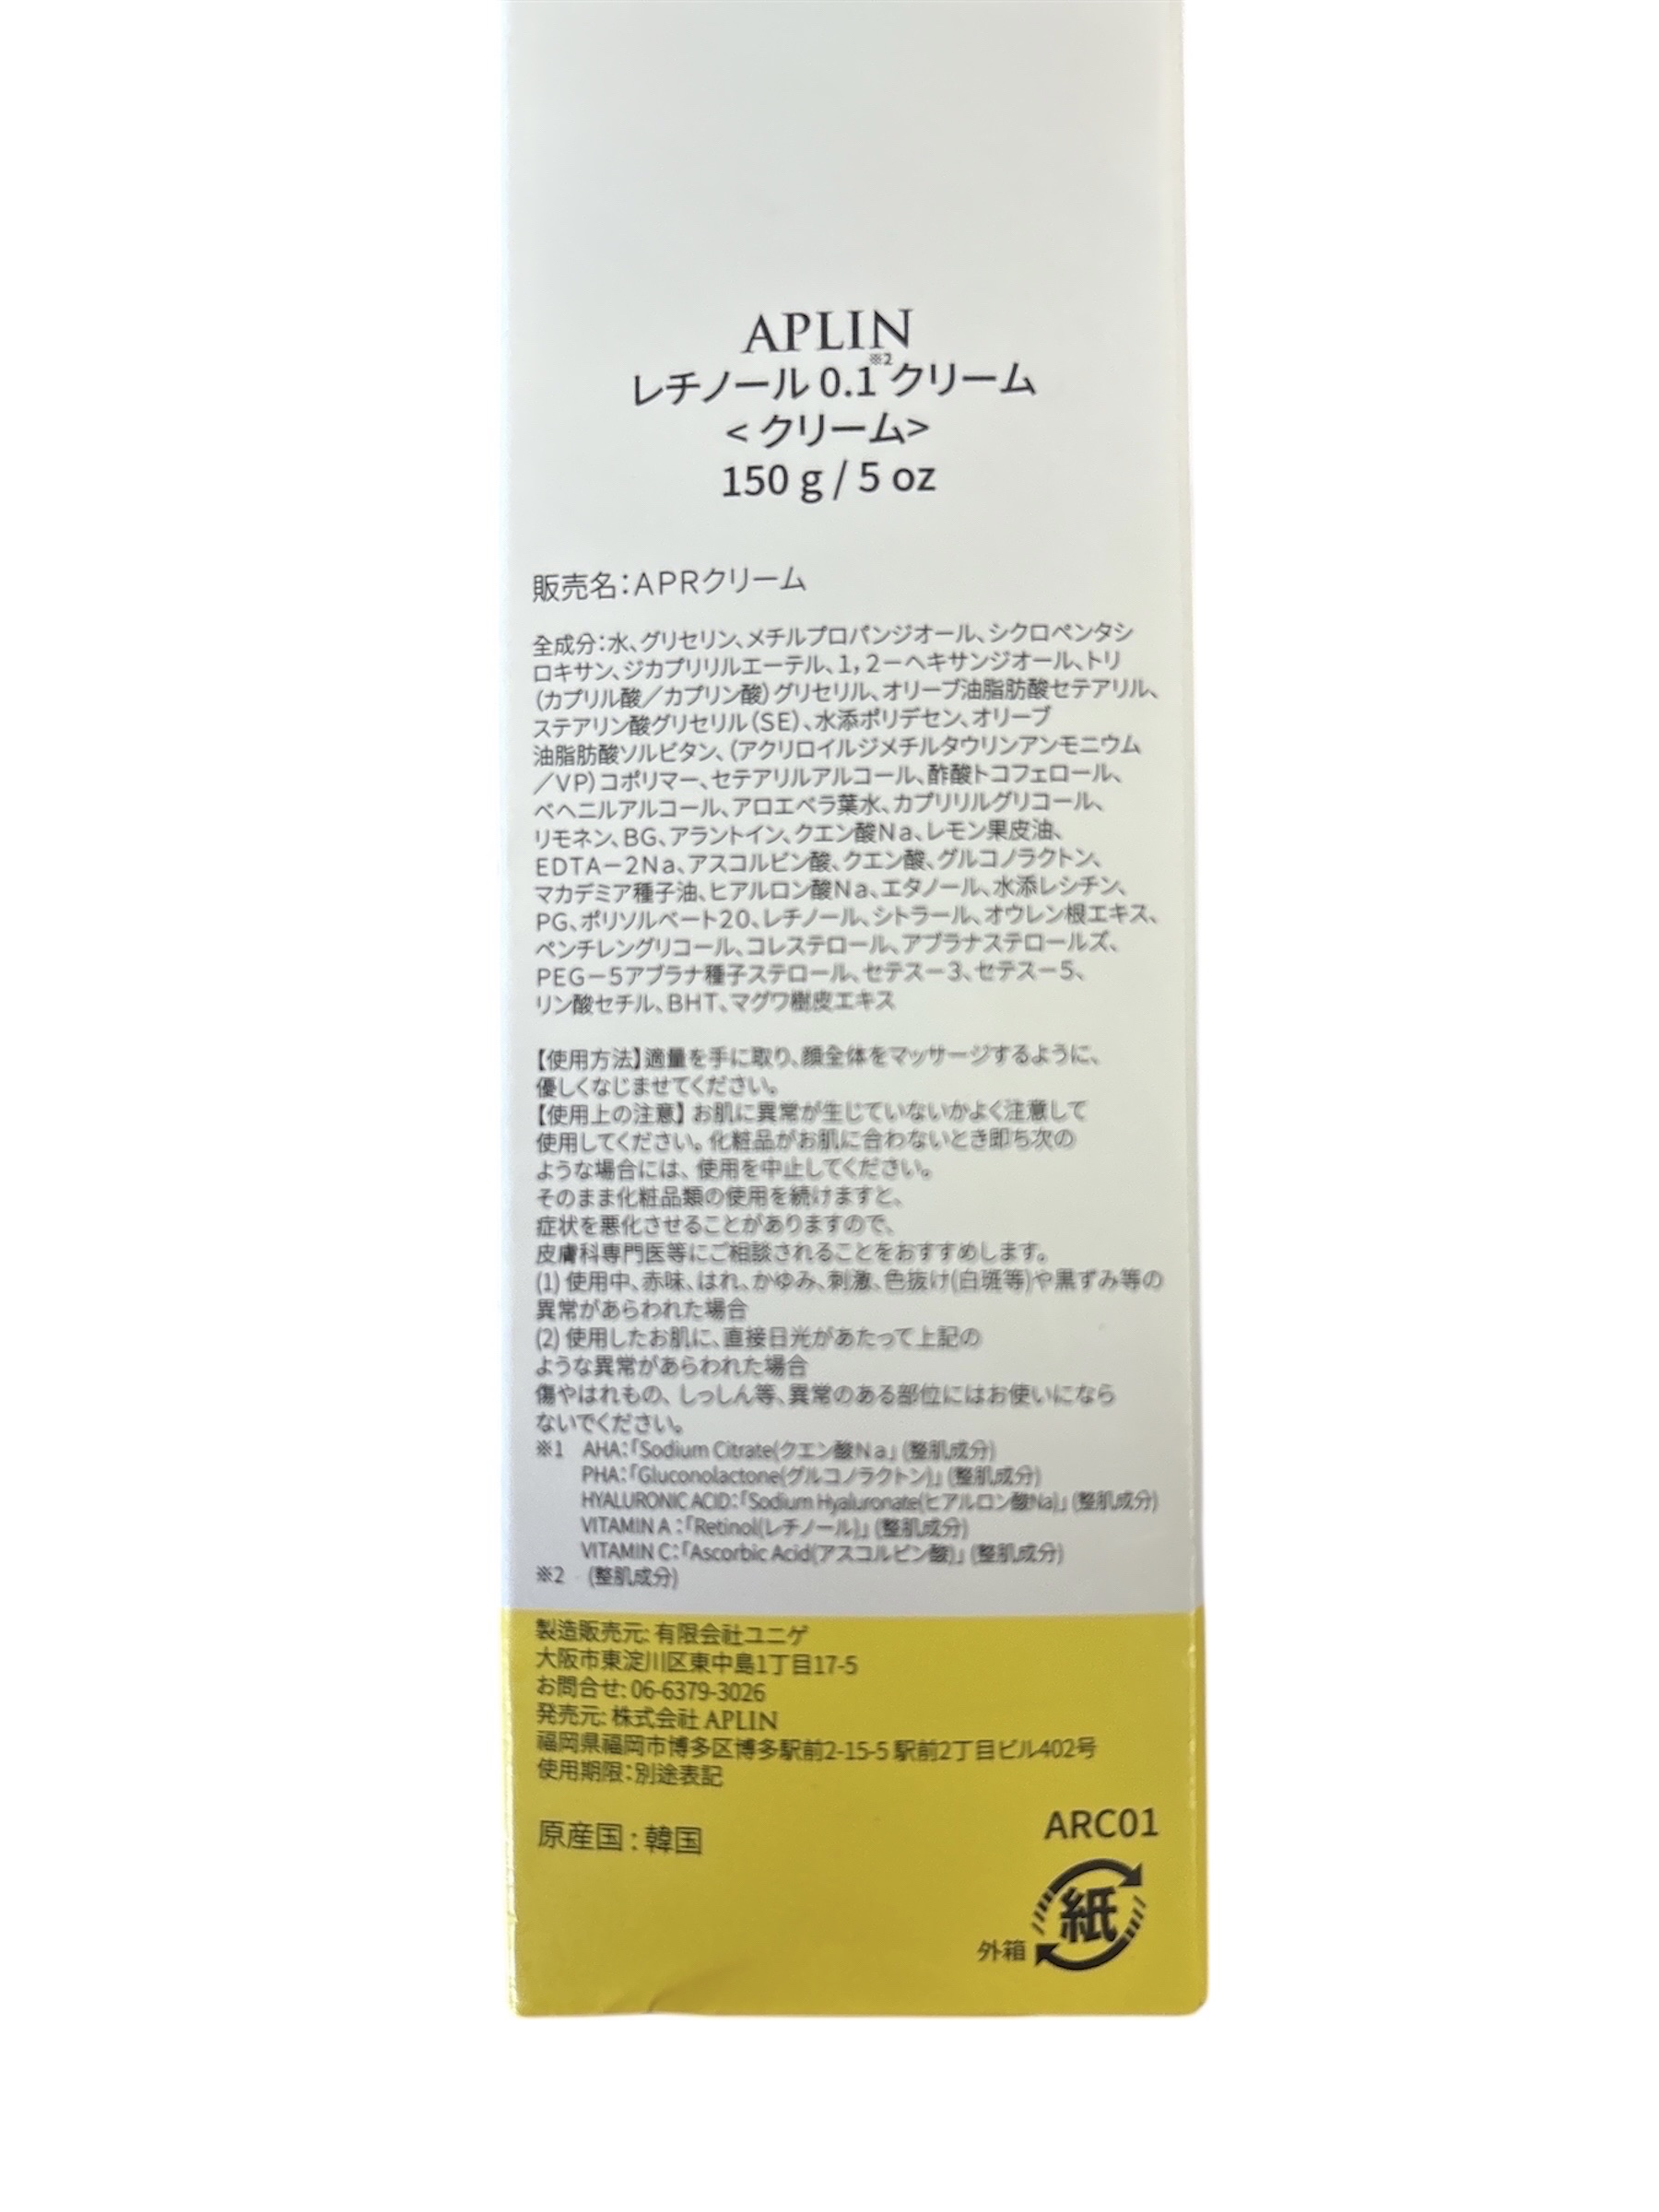 APLIN
レチノール 0.1※2クリーム
< クリーム>
150 g / 5 oz
販売名：APRクリーム
全成分：水、グリセリン、メチルプロパンジオール、シクロペンタシ
ロキサン、ジカプリリルエーテル、1，2－ヘキサンジオール、トリ
（カプリル酸／カプリン酸）グリセリル、オリーブ油脂肪酸セテアリル、
ステアリン酸グリセリル（SE）、水添ポリデセン、オリーブ
油脂肪酸ソルビタン、（アクリロイルジメチルタウリンアンモニウム
／VP）コポリマー、セテアリルアルコール、酢酸トコフェロール、
ベヘニルアルコール、アロエベラ葉水、カプリリルグリコール、
リモネン、BG、アラントイン、クエン酸Na、レモン果皮油、
EDTA－2Na、アスコルビン酸、クエン酸、グルコノラクトン、
マカデミア種子油、ヒアルロン酸Na、エタノール、水添レシチン、
PG、ポリソルベート20、レチノール、シトラール、オウレン根エキス、
ペンチレングリコール、コレステロール、アブラナステロールズ、
PEG－5アブラナ種子ステロール、セテス－3、セテス－5、
リン酸セチル、BHT、マグワ樹皮エキス
【使用方法】適量を手に取り、顔全体をマッサージするように、
優しくなじませてください。
【使用上の注意】 お肌に異常が生じていないかよく注意して
使用してください。化粧品がお肌に合わないとき即ち次の
ような場合には、使用を中止してください。
そのまま化粧品類の使用を続けますと、
症状を悪化させることがありますので、
皮膚科専門医等にご相談されることをおすすめします。
(1) 使用中、赤味、はれ、かゆみ、刺激、色抜け(白斑等)や黒ずみ等の
異常があらわれた場合
(2) 使用したお肌に、直接日光があたって上記の
ような異常があらわれた場合
傷やはれもの、しっしん等、異常のある部位にはお使いになら
ないでください。
※1 AHA：「Sodium Citrate(クエン酸Ｎａ」 (整肌成分)
PHA：「Gluconolactone(グルコノラクトン)」 (整肌成分)
HYALURONIC ACID：「Sodium Hyaluronate(ヒアルロン酸Na)」 (整肌成分)
VITAMIN A：「Retinol(レチノール)」 (整肌成分)
VITAMIN C：「Ascorbic Acid(アスコルビン酸)」 (整肌成分)
※2 (整肌成分)
製造販売元: 有限会社ユニゲ
大阪市東淀川区東中島1丁目17-5
お問合せ: 06-6379-3026
発売元: 株式会社 APLIN
福岡県福岡市博多区博多駅前2-15-5 駅前2丁目ビル402号
使用期限：別途表記
原産国 : 韓国
ARC01
紙
外箱